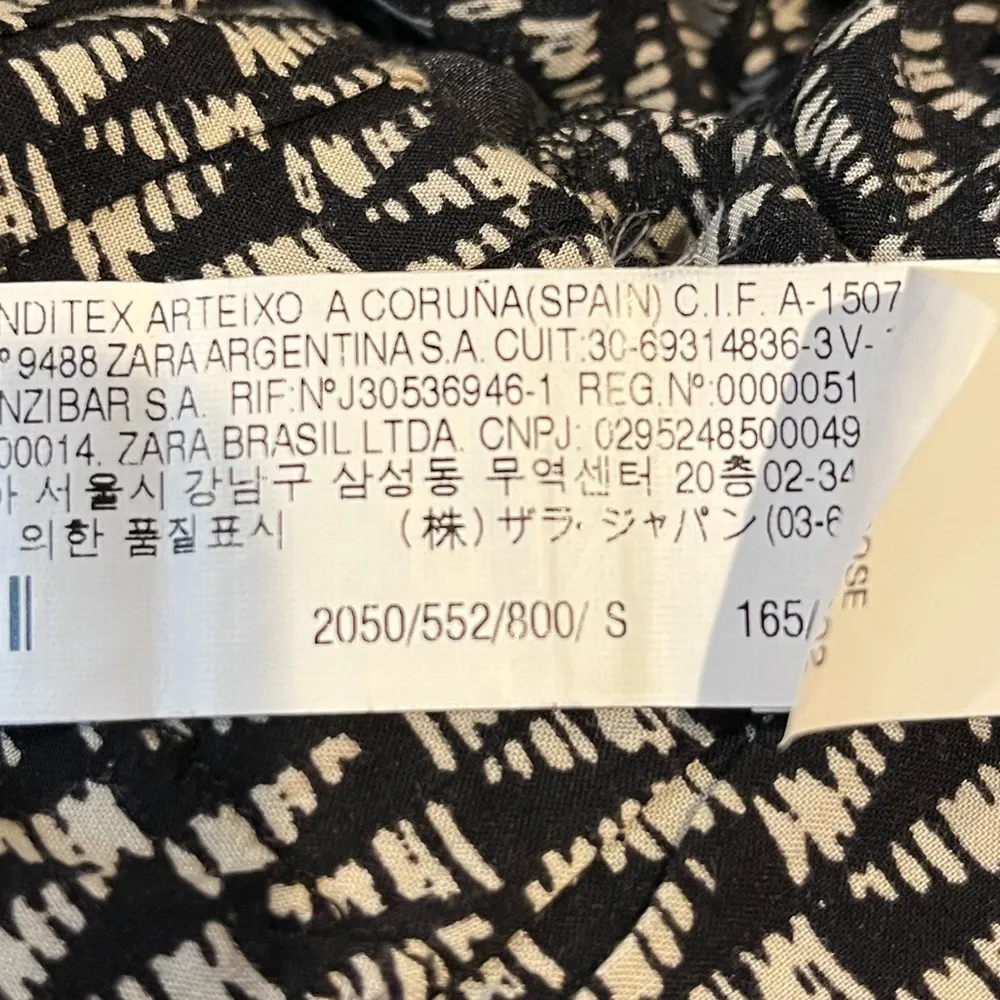 NDITEX ARTEIXO A CORUÑA(SPAIN) C.I.F. A-1507
º 9488 ZARA ARGENTINA S.A. CUIT:30-69314836-3 V-
NZIBAR S.A. RIF:NºJ30536946-1 REG.Nº:0000051
00014. ZARA BRASIL LTDA. CNPJ: 0295248500049
아 서울시 강남구 삼성동 무역센터 20층02-34
의한 품질표시 (株)ザラ・ジャパン(03-6
2050/552/800/ S 165/
OSE